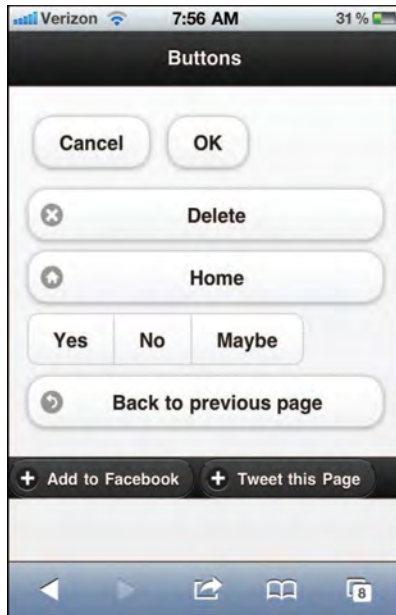 Verizon 7:56 AM 31 %
Buttons
Cancel OK
Delete
Home
Yes No Maybe
Back to previous page
Add to Facebook Tweet this Page
8